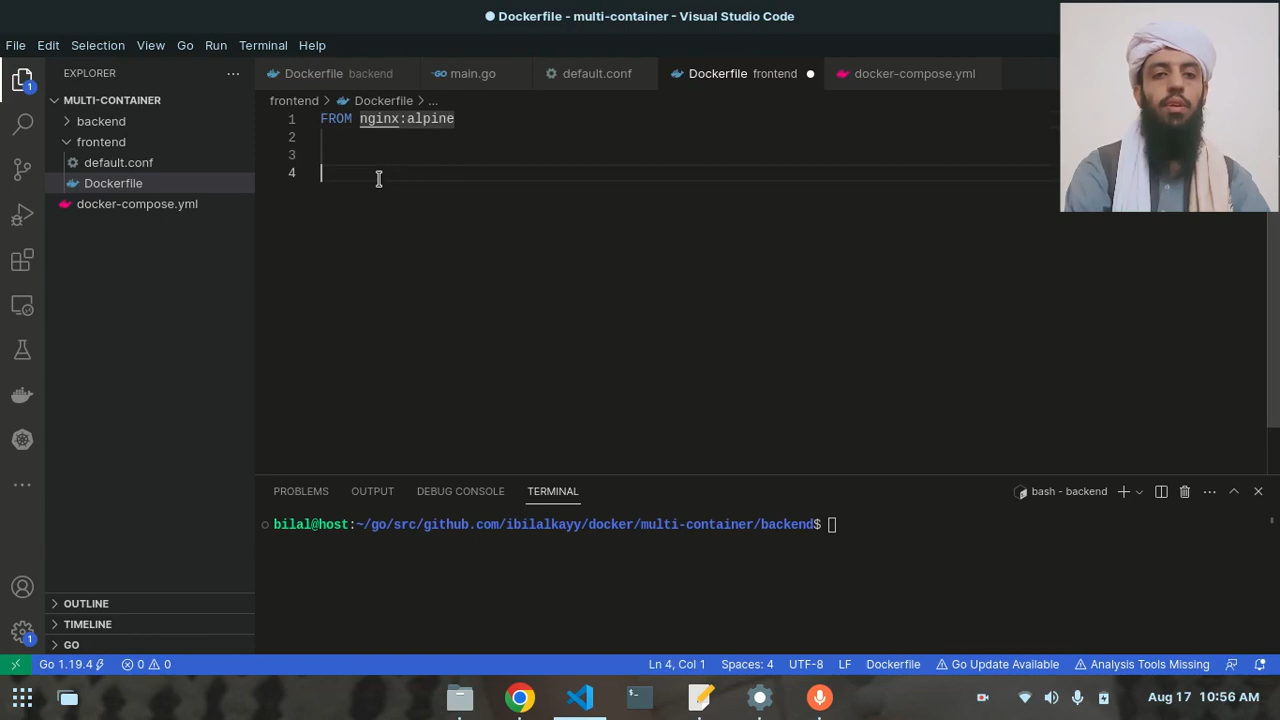 Dockerfile - multi-container - Visual Studio Code
File Edit Selection View Go Run Terminal Help
EXPLORER
Dockerfile backend
main.go
default.conf
Dockerfile frontend
docker-compose.yml
MULTI-CONTAINER
backend
frontend
default.conf
Dockerfile
docker-compose.yml
frontend > Dockerfile > ...
1 FROM nginx:alpine
2
3
4
PROBLEMS OUTPUT DEBUG CONSOLE TERMINAL
bash - backend
bilal@host:~/go/src/github.com/ibilalkayy/docker/multi-container/backend$
OUTLINE
TIMELINE
GO
1
1
Go 1.19.4 0 0 Ln 4, Col 1 Spaces: 4 UTF-8 LF Dockerfile Go Update Available Analysis Tools Missing
Aug 17 10:56 AM